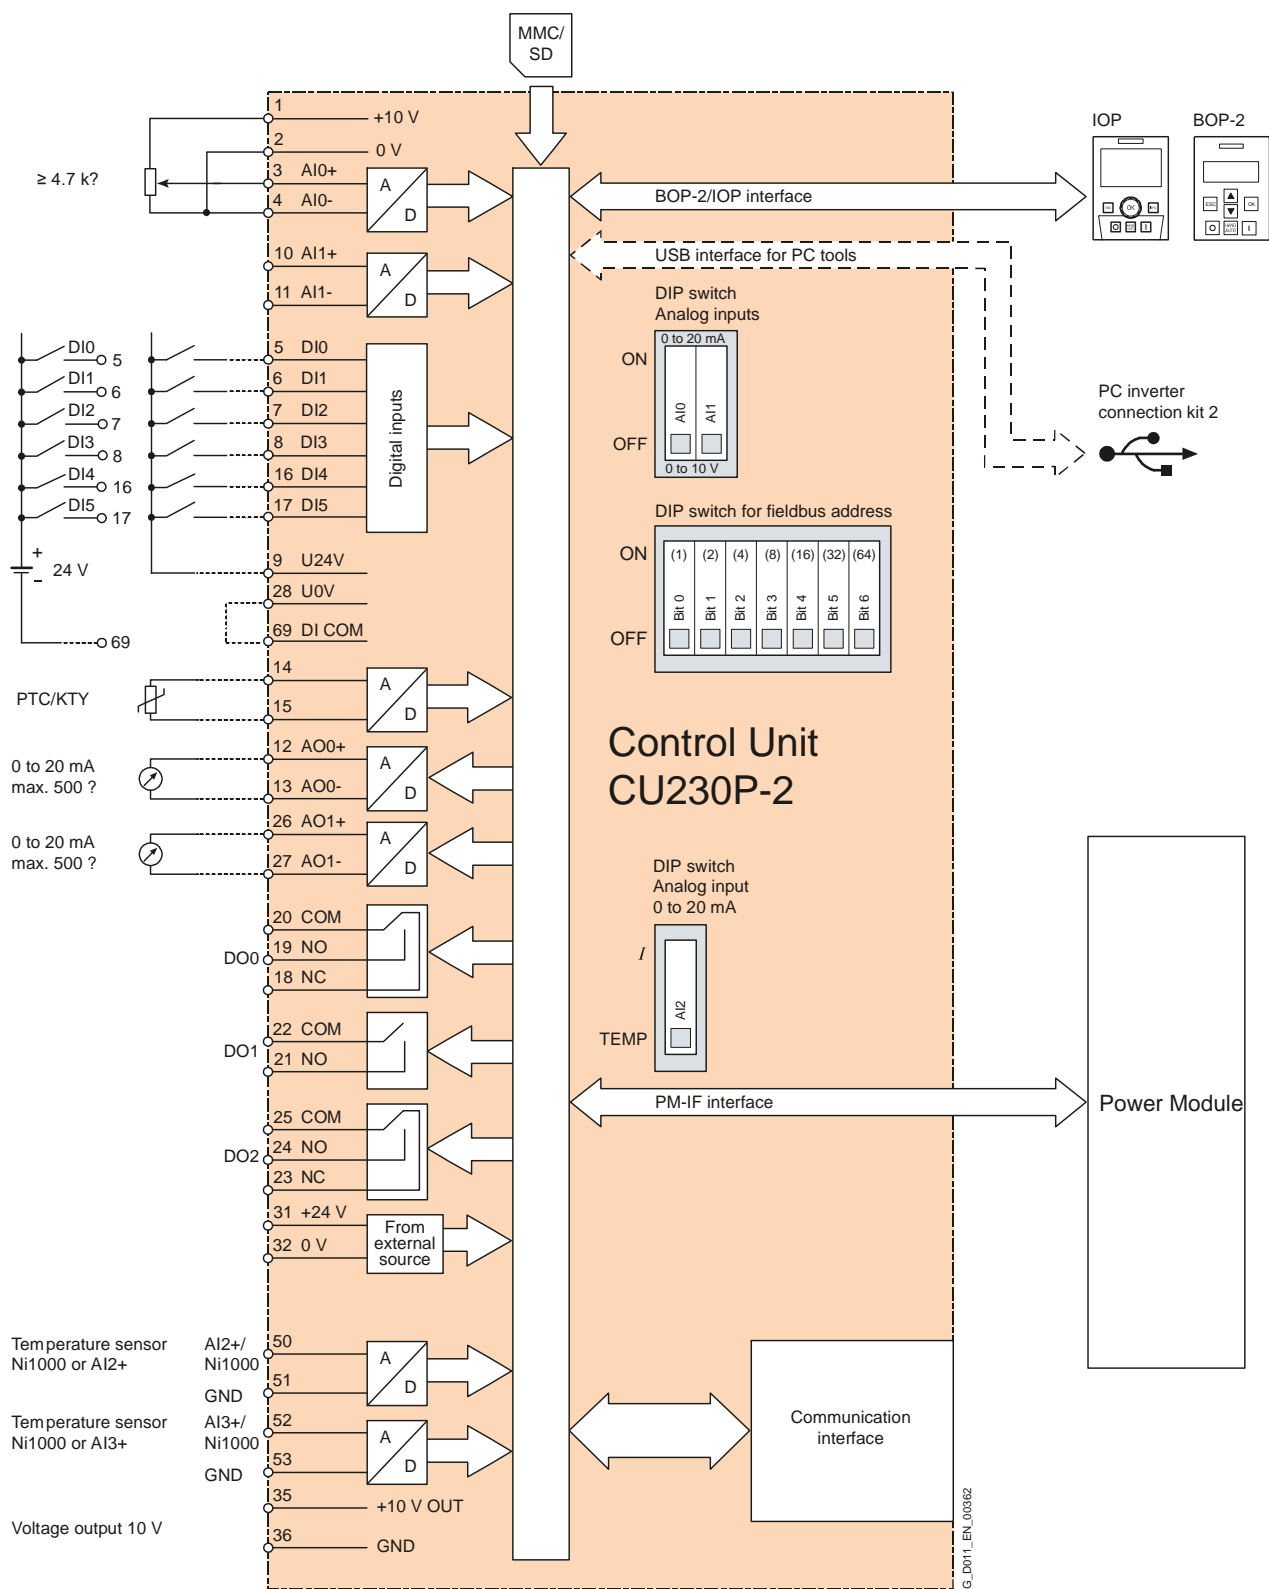 MMC/
SD
1
+10 V
2
0 V
≥ 4.7 k?
3 AI0+
4 AI0-
A
D
10 AI1+
11 AI1-
A
D
IOP
BOP-2
OK
ESC
OK
HAND
AUTO
I
BOP-2/IOP interface
USB interface for PC tools
DIP switch
Analog inputs
0 to 20 mA
ON
AI0
AI1
OFF
0 to 10 V
PC inverter
connection kit 2
DI0
5
DI1
6
DI2
7
DI3
8
DI4
16
DI5
17
5 DI0
6 DI1
7 DI2
8 DI3
16 DI4
17 DI5
Digital inputs
+
24 V
–
69
9 U24V
28 U0V
69 DI COM
DIP switch for fieldbus address
ON
(1) (2) (4) (8) (16) (32) (64)
Bit 0
Bit 1
Bit 2
Bit 3
Bit 4
Bit 5
Bit 6
OFF
PTC/KTY
14
15
A
D
Control Unit
CU230P-2
0 to 20 mA
max. 500 ?
12 AO0+
13 AO0-
A
D
0 to 20 mA
max. 500 ?
26 AO1+
27 AO1-
A
D
DIP switch
Analog input
0 to 20 mA
I
AI2
TEMP
DO0
20 COM
19 NO
18 NC
DO1
22 COM
21 NO
PM-IF interface
Power Module
DO2
25 COM
24 NO
23 NC
31 +24 V
32 0 V
From
external
source
Temperature sensor
Ni1000 or AI2+
AI2+/
Ni1000
50
GND
51
A
D
Temperature sensor
Ni1000 or AI3+
AI3+/
Ni1000
52
GND
53
A
D
Communication
interface
Voltage output 10 V
35
+10 V OUT
36
GND
G_D011_EN_00362